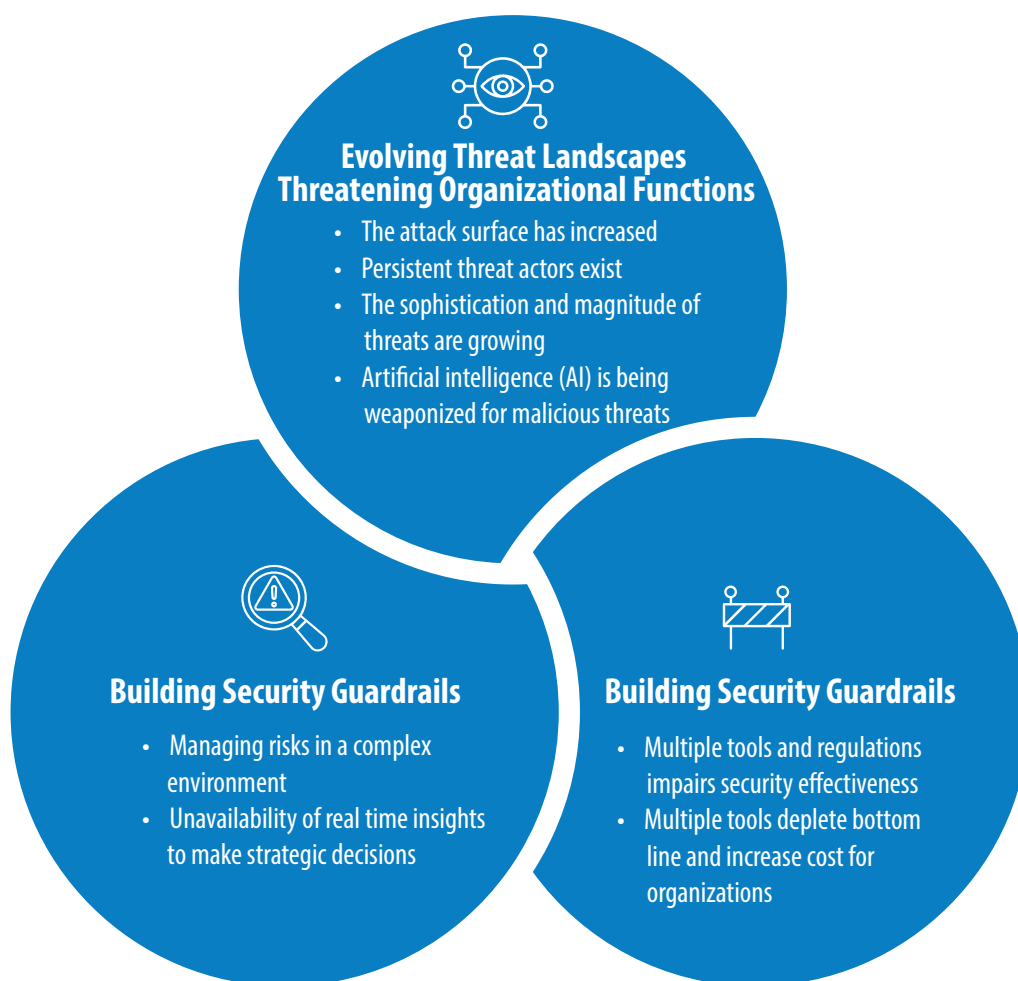 Evolving Threat Landscapes
Threatening Organizational Functions
• The attack surface has increased
• Persistent threat actors exist
• The sophistication and magnitude of
threats are growing
• Artificial intelligence (AI) is being
weaponized for malicious threats
Building Security Guardrails
• Managing risks in a complex
environment
• Unavailability of real time insights
to make strategic decisions
Building Security Guardrails
• Multiple tools and regulations
impairs security effectiveness
• Multiple tools deplete bottom
line and increase cost for
organizations